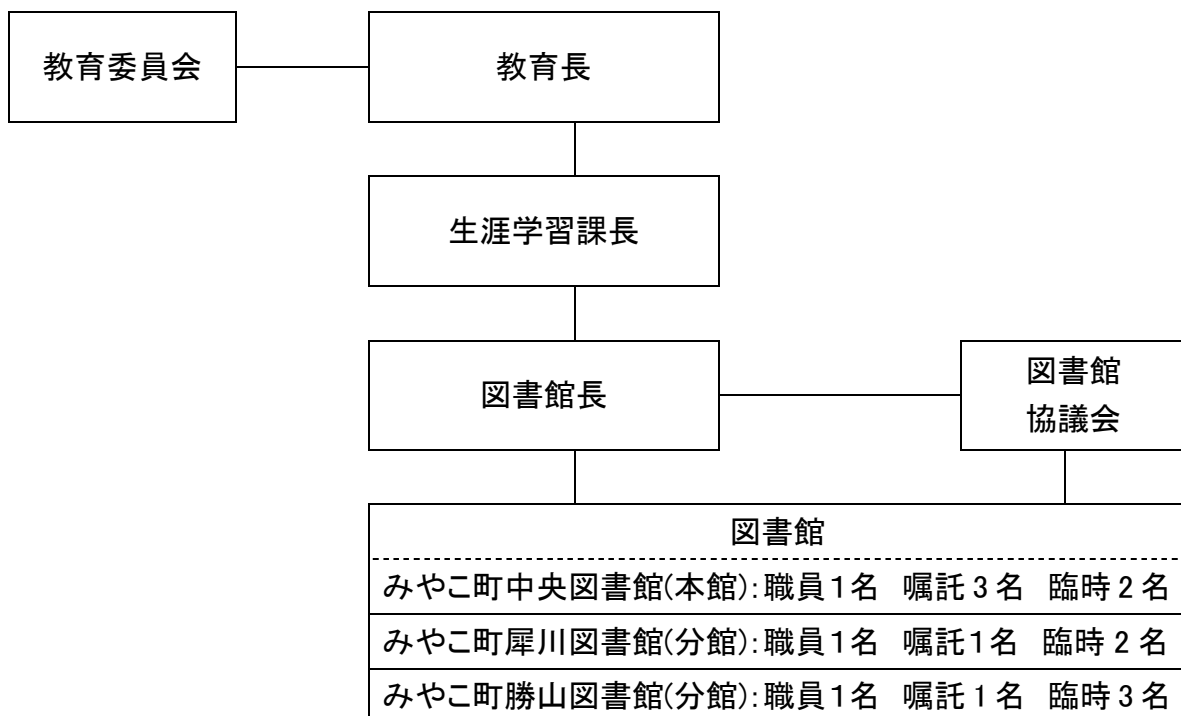 教育委員会
教育長
生涯学習課長
図書館長
図書館
協議会
図書館
みやこ町中央図書館(本館):職員1名 嘱託3名 臨時2名
みやこ町犀川図書館(分館):職員1名 嘱託1名 臨時2名
みやこ町勝山図書館(分館):職員1名 嘱託1名 臨時3名